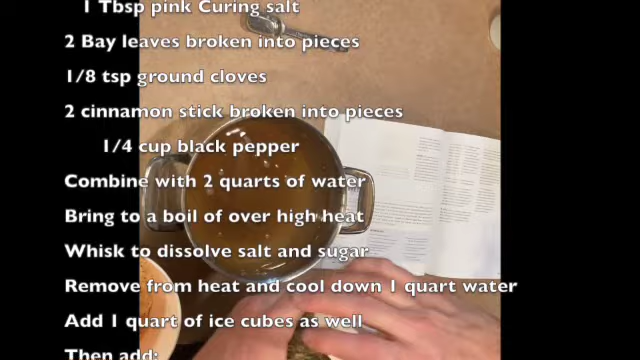 1 Tbsp pink Curing salt
2 Bay leaves broken into pieces
1/8 tsp ground cloves
2 cinnamon stick broken into pieces
1/4 cup black pepper
Combine with 2 quarts of water
Bring to a boil of over high heat
Whisk to dissolve salt and sugar
Remove from heat and cool down 1 quart water
Add 1 quart of ice cubes as well
Then add: